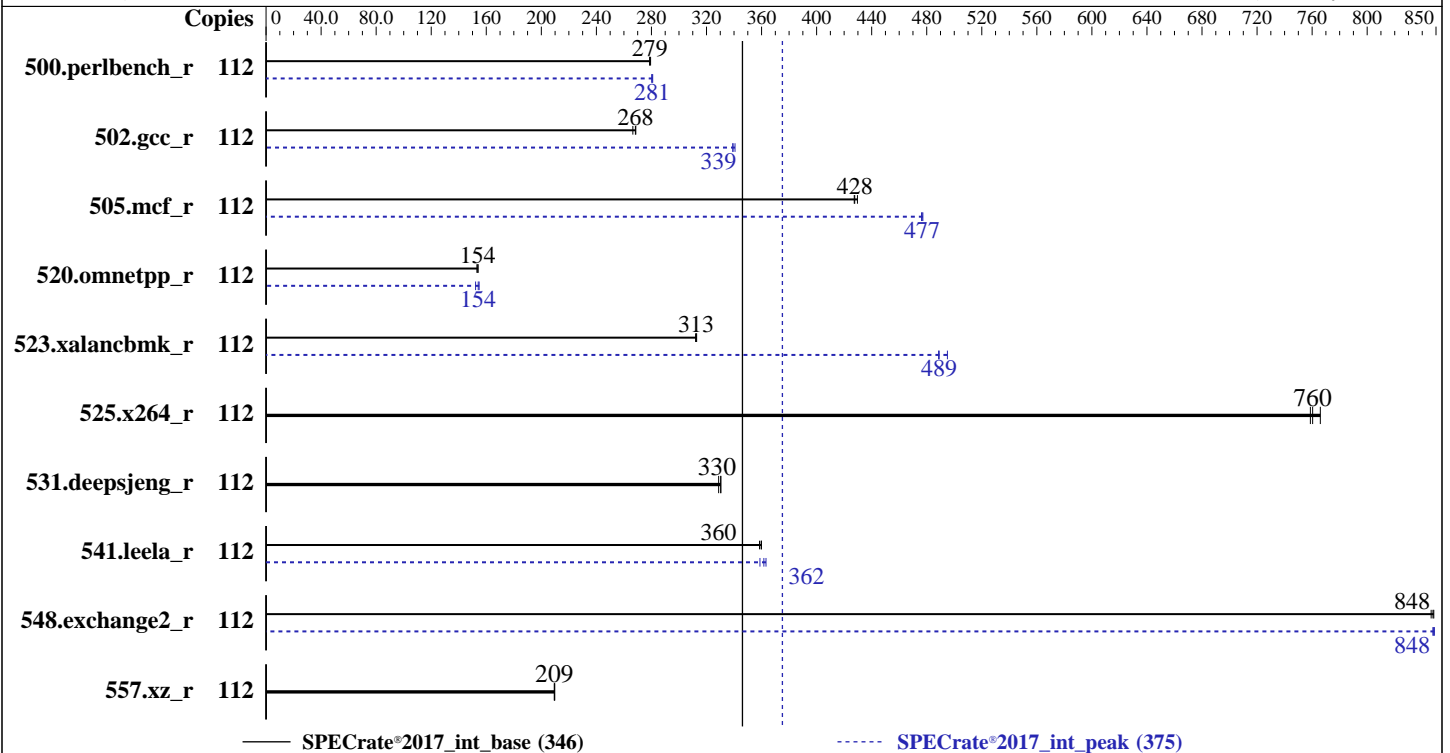 Copies 0 40.0 80.0 120 160 200 240 280 320 360 400 440 480 520 560 600 640 680 720 760 800 850
279
500.perlbench_r 112
281
268
502.gcc_r 112
339
428
505.mcf_r 112
477
154
520.omnetpp_r 112
154
313
523.xalancbmk_r 112
489
760
525.x264_r 112
330
531.deepsjeng_r 112
360
541.leela_r 112
362
848
548.exchange2_r 112
848
209
557.xz_r 112
SPECrate®2017_int_base (346) SPECrate®2017_int_peak (375)